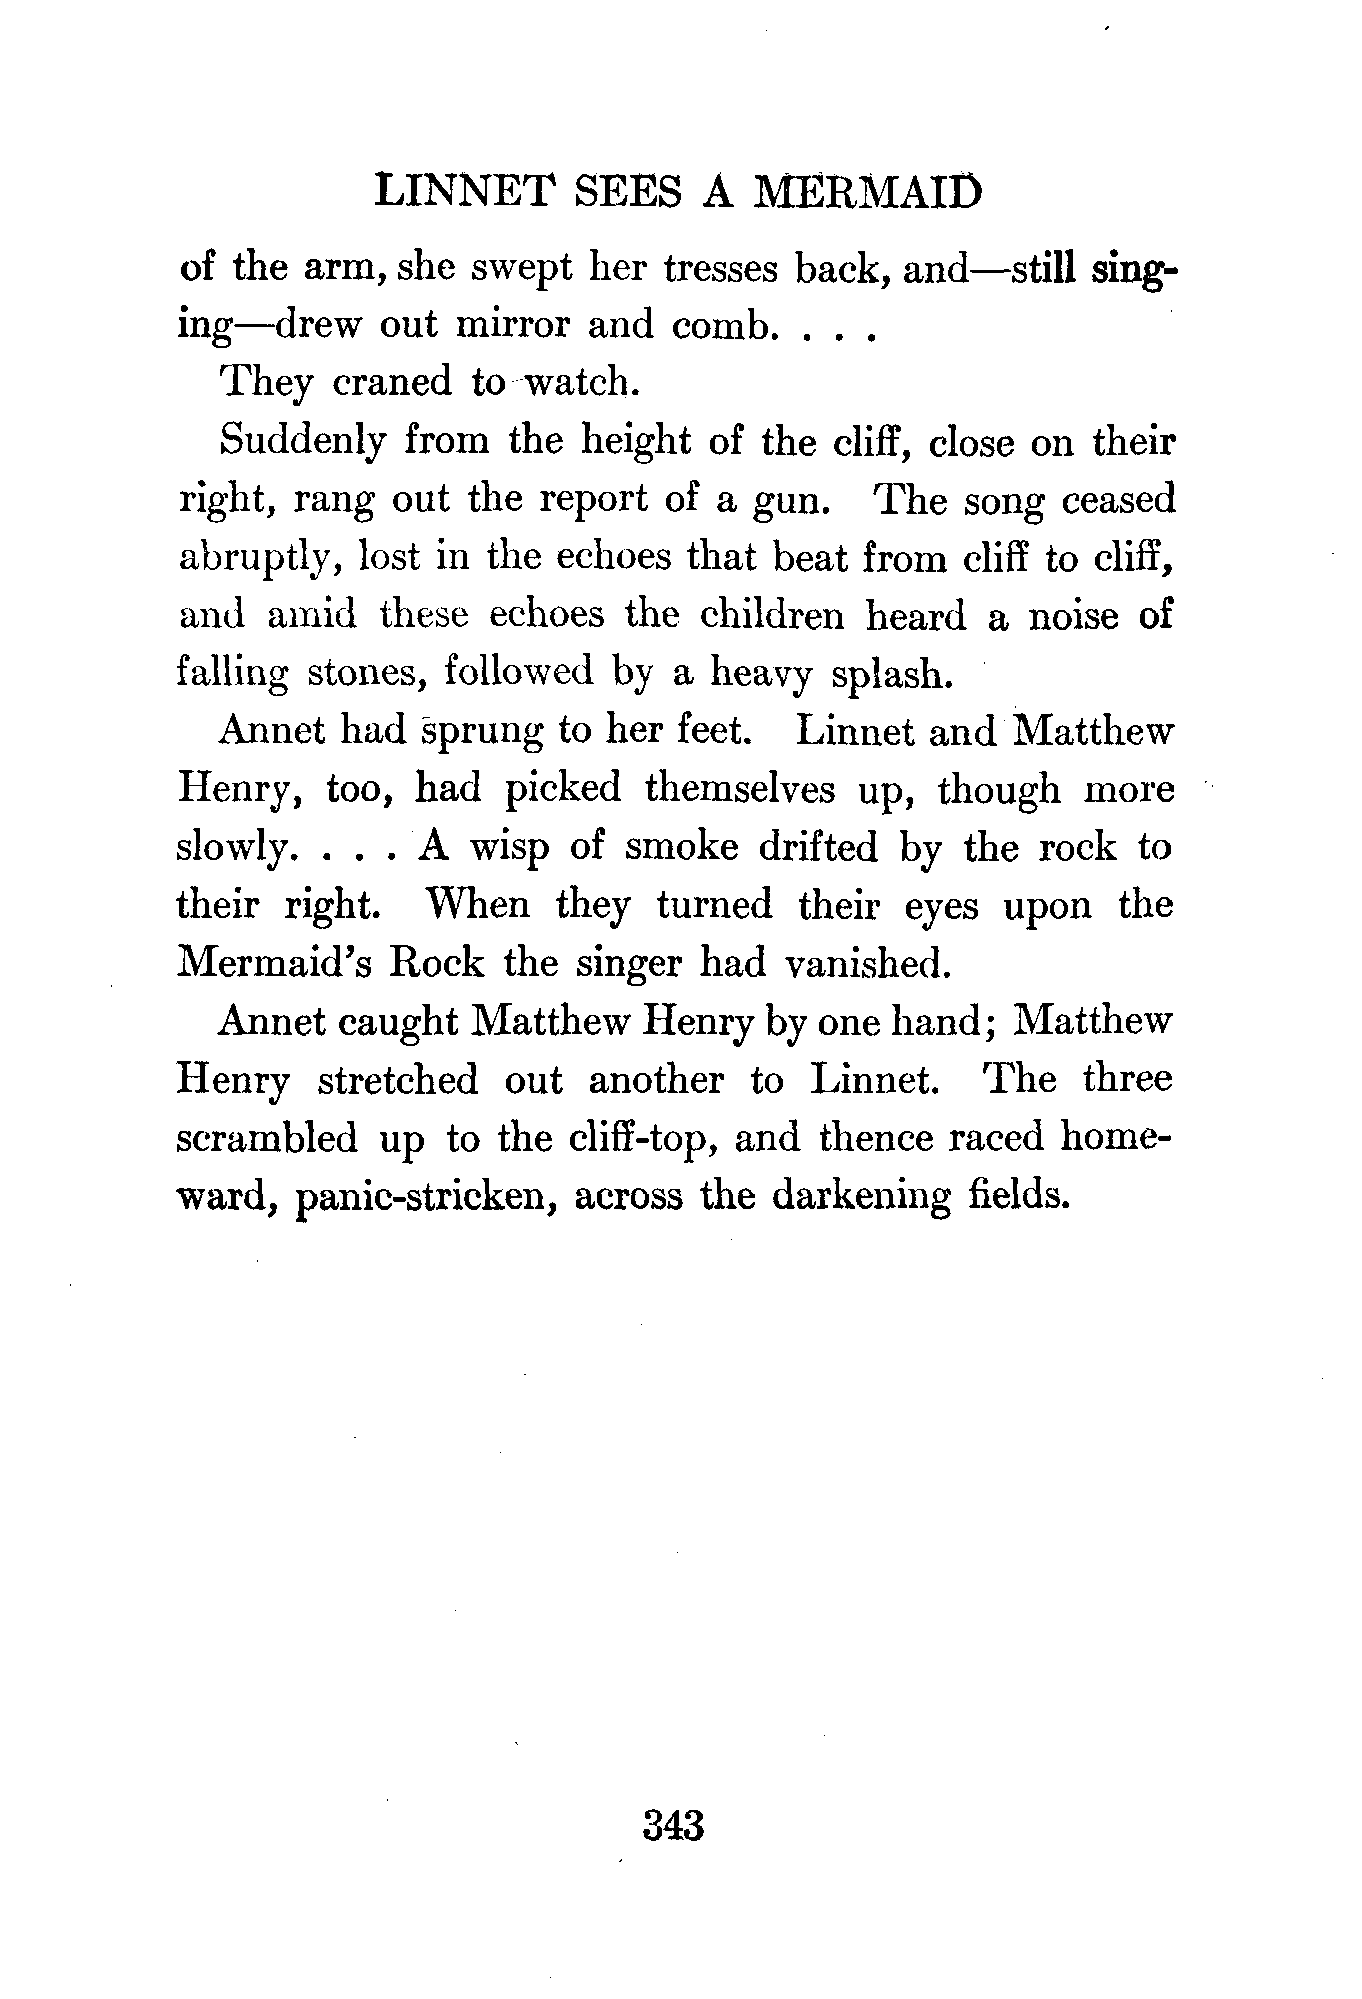 LINNET SEES A MERMAID
of the arm, she swept her tresses back, and—still sing-
ing—drew out mirror and comb. . . .
They craned to watch.
Suddenly from the height of the cliff, close on their
right, rang out the report of a gun. The song ceased
abruptly, lost in the echoes that beat from cliff to cliff,
and amid these echoes the children heard a noise of
falling stones, followed by a heavy splash.
Annet had sprung to her feet. Linnet and Matthew
Henry, too, had picked themselves up, though more
slowly. . . . A wisp of smoke drifted by the rock to
their right. When they turned their eyes upon the
Mermaid's Rock the singer had vanished.
Annet caught Matthew Henry by one hand; Matthew
Henry stretched out another to Linnet. The three
scrambled up to the cliff-top, and thence raced home-
ward, panic-stricken, across the darkening fields.
343